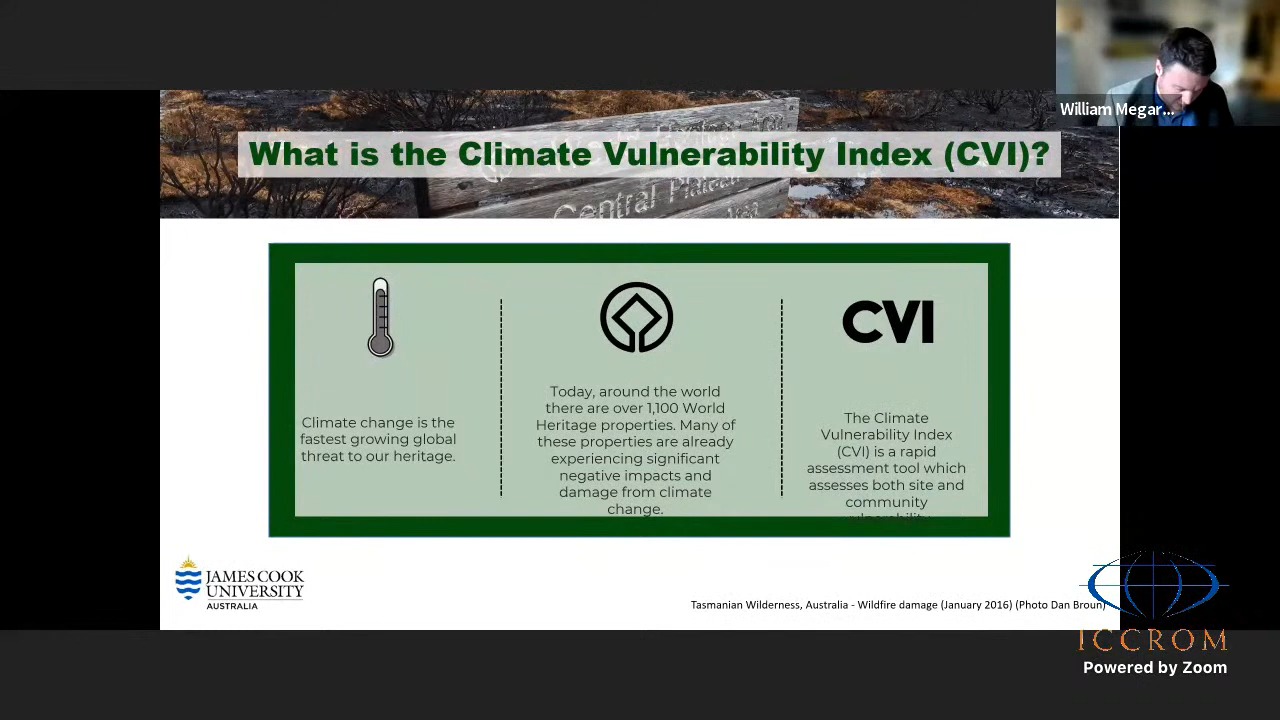 William Megar...
What is the Climate Vulnerability Index (CVI)?
Central Plateau
Area
CVI
Climate change is the
fastest growing global
threat to our heritage.
Today, around the world
there are over 1,100 World
Heritage properties. Many of
these properties are already
experiencing significant
negative impacts and
damage from climate
change.
The Climate
Vulnerability Index
(CVI) is a rapid
assessment tool which
assesses both site and
community
vulnerability
JAMES COOK
UNIVERSITY
AUSTRALIA
Tasmanian Wilderness, Australia - Wildfire damage (January 2016) (Photo Dan Broun)
ICCROM
Powered by Zoom